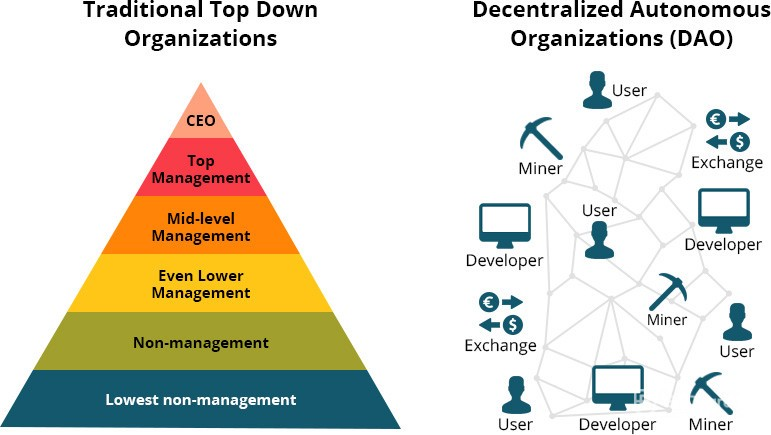 Traditional Top Down
Organizations
CEO
Top
Management
Mid-level
Management
Even Lower
Management
Non-management
Lowest non-management
Decentralized Autonomous
Organizations (DAO)
User
Miner
€
$
Exchange
User
Developer
Developer
€
$
Exchange
Miner
User
User
Developer
Miner